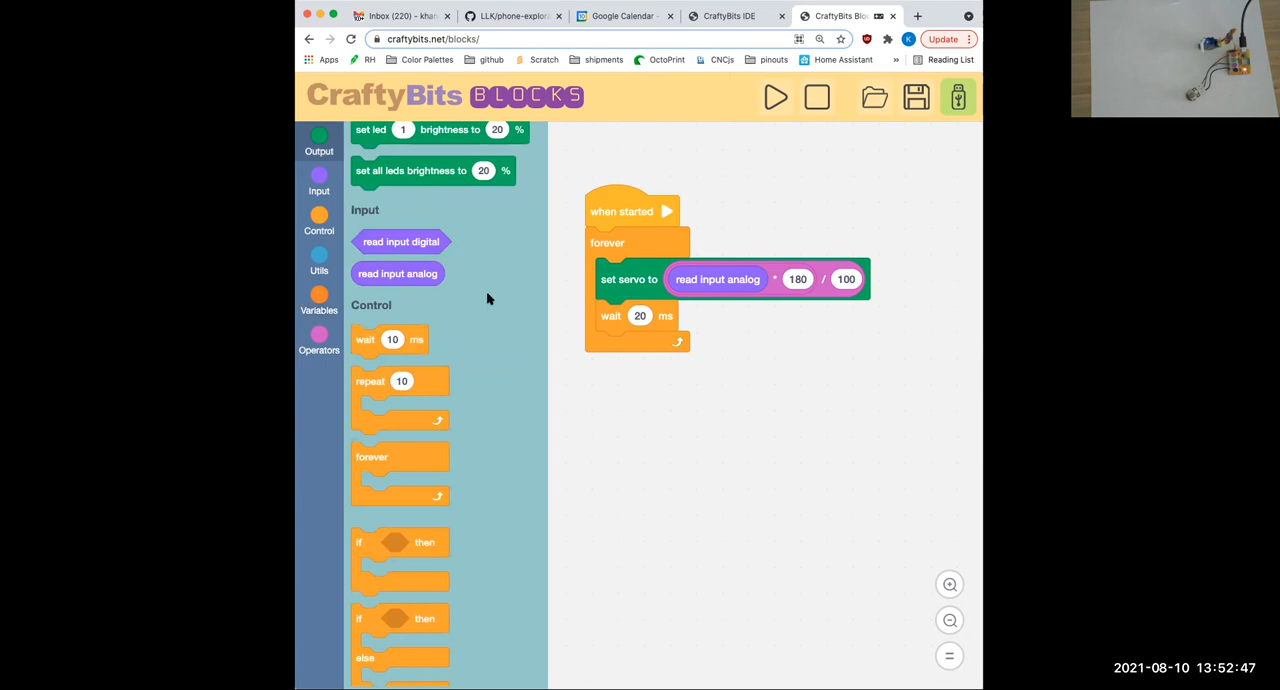 Inbox (220) - khan
LLK/phone-explora
Google Calendar -
CraftyBits IDE
CraftyBits Bloc
craftybits.net/blocks/
K
Update
Apps
RH
Color Palettes
github
Scratch
shipments
OctoPrint
CNCjs
pinouts
Home Assistant
»
Reading List
CraftyBits BLOCKS
Output
Input
Control
Utils
Variables
Operators
set led 1 brightness to 20 %
set all leds brightness to 20 %
Input
read input digital
read input analog
Control
wait 10 ms
repeat 10
forever
if then
if then
else
when started
forever
set servo to read input analog * 180 / 100
wait 20 ms
2021-08-10 13:52:47